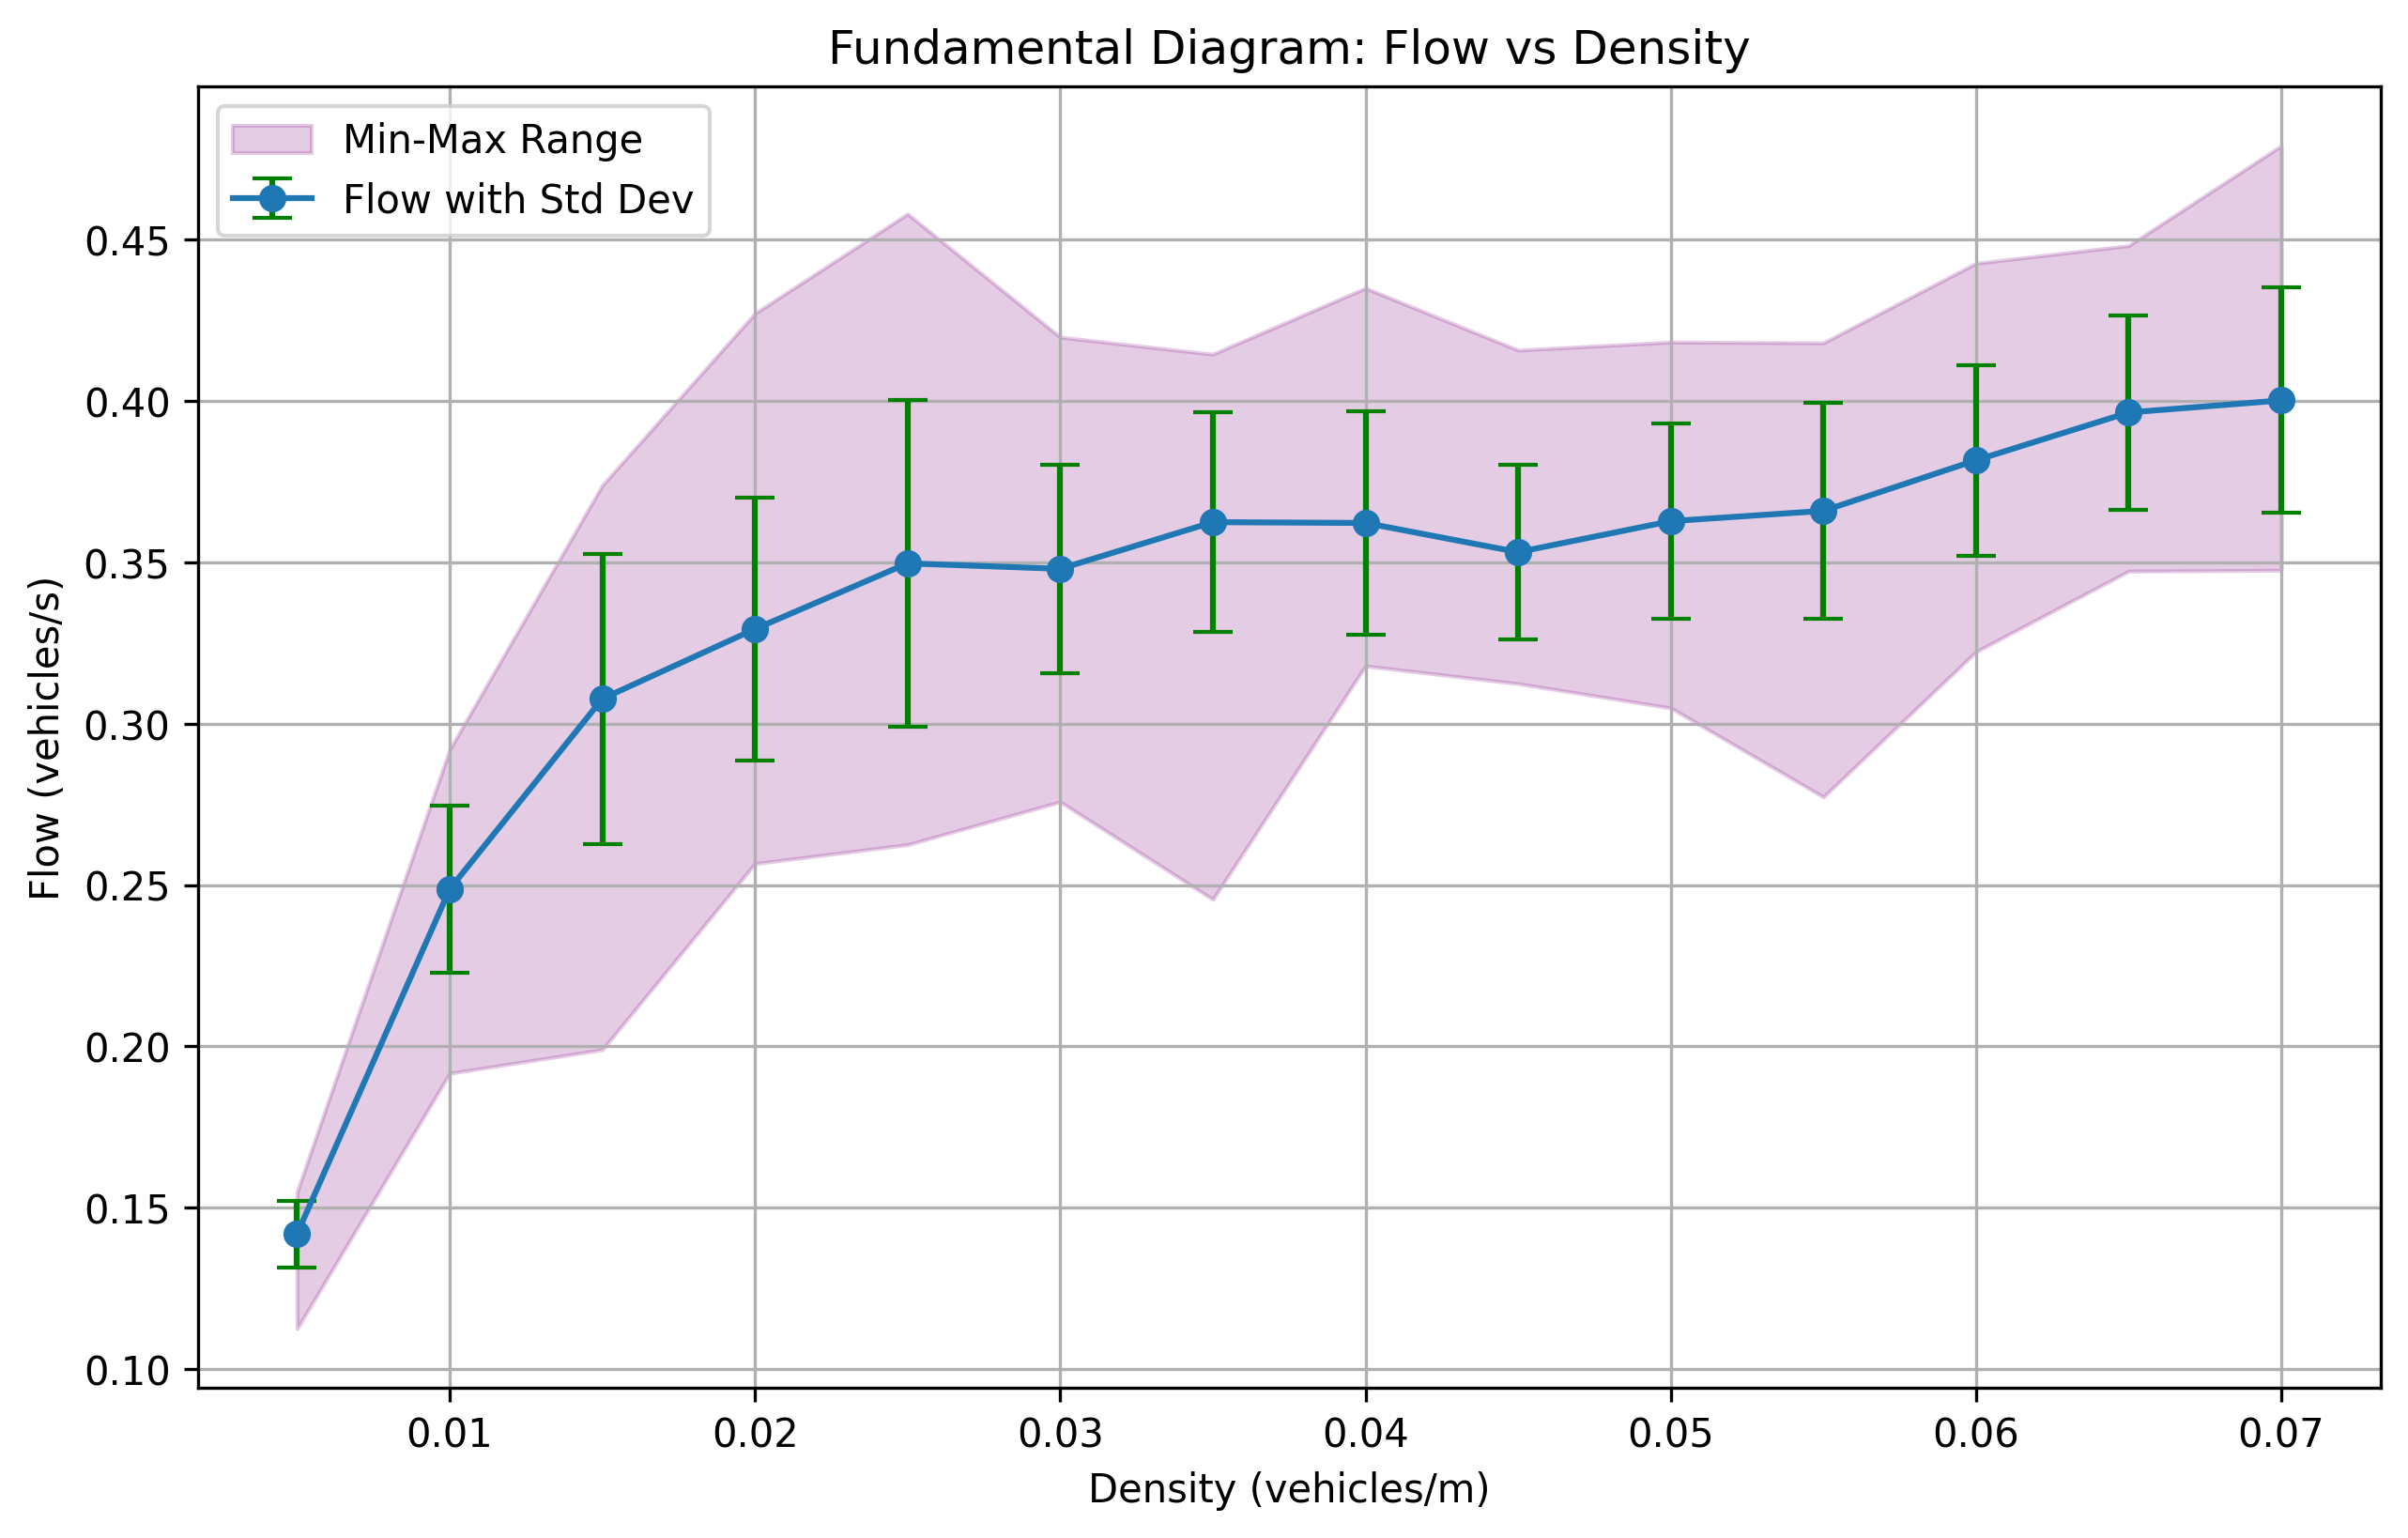 Fundamental Diagram: Flow vs Density
Min-Max Range
Flow with Std Dev
Flow (vehicles/s)
0.45
0.40
0.35
0.30
0.25
0.20
0.15
0.10
0.01 0.02 0.03 0.04 0.05 0.06 0.07
Density (vehicles/m)